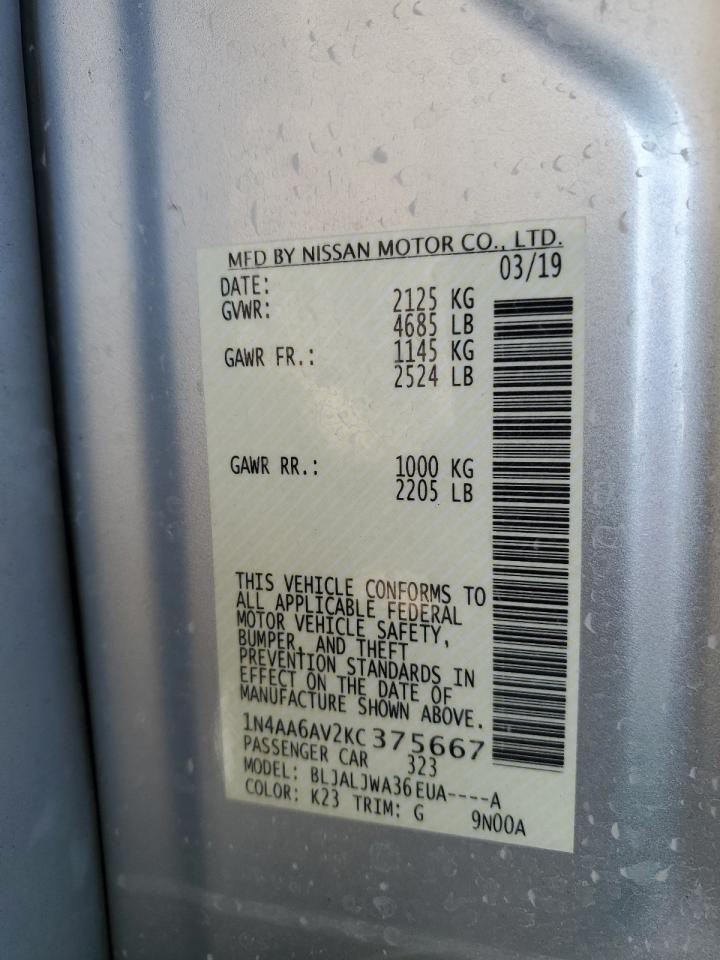 MFD BY NISSAN MOTOR CO., LTD.
DATE: 03/19
GVWR: 2125 KG
4685 LB
GAWR FR.: 1145 KG
2524 LB
GAWR RR.: 1000 KG
2205 LB
THIS VEHICLE CONFORMS TO
ALL APPLICABLE FEDERAL
MOTOR VEHICLE SAFETY,
BUMPER, AND THEFT
PREVENTION STANDARDS IN
EFFECT ON THE DATE OF
MANUFACTURE SHOWN ABOVE.
1N4AA6AV2KC375667
PASSENGER CAR 323
MODEL: BLJALJWA36EUA----A
COLOR: K23 TRIM: G 9N00A